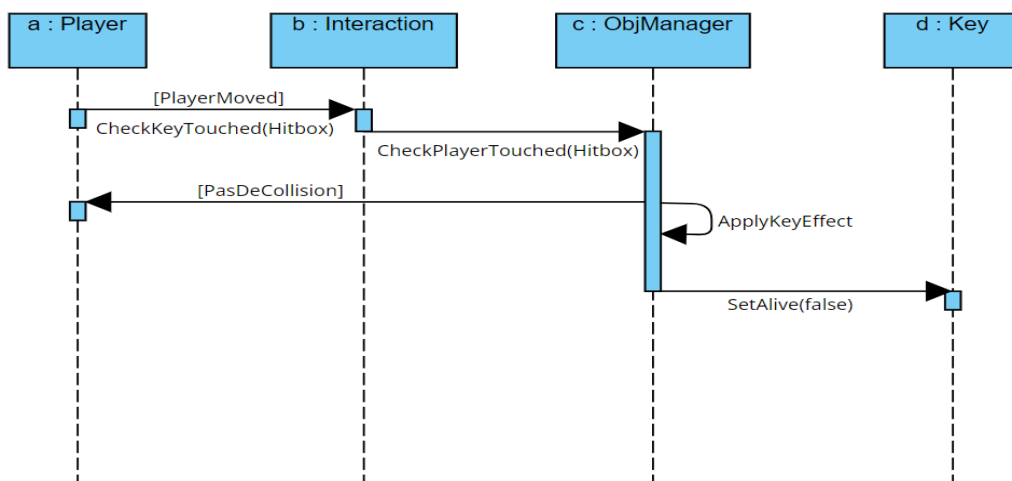 a : Player
b : Interaction
c : ObjManager
d : Key
[PlayerMoved]
CheckKeyTouched(Hitbox)
CheckPlayerTouched(Hitbox)
[PasDeCollision]
ApplyKeyEffect
SetAlive(false)